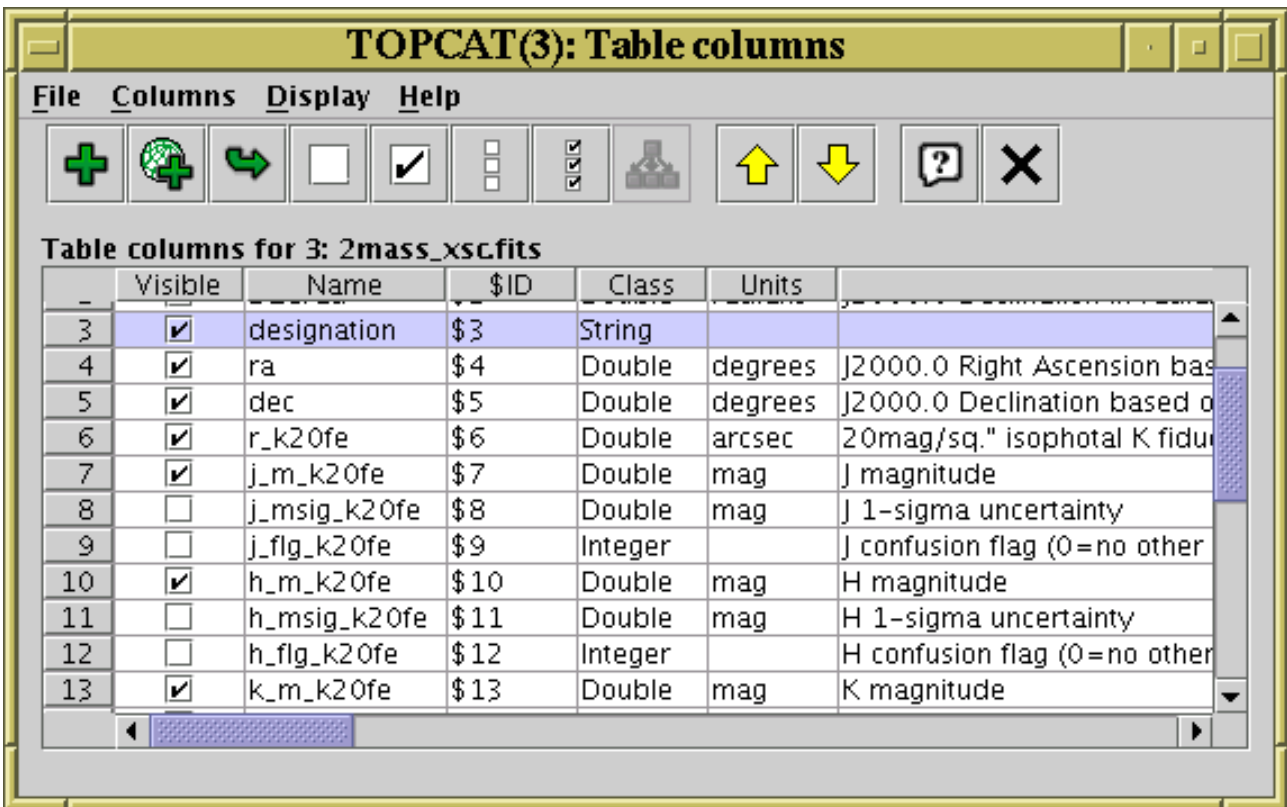 TOPCAT(3): Table columns
File Columns Display Help
Table columns for 3: 2mass_xsc.fits
Visible Name $ID Class Units
3 designation $3 String
4 ra $4 Double degrees J2000.0 Right Ascension bas
5 dec $5 Double degrees J2000.0 Declination based o
6 r_k20fe $6 Double arcsec 20mag/sq." isophotal K fidu
7 j_m_k20fe $7 Double mag J magnitude
8 j_msig_k20fe $8 Double mag J 1-sigma uncertainty
9 j_flg_k20fe $9 Integer J confusion flag (0=no other
10 h_m_k20fe $10 Double mag H magnitude
11 h_msig_k20fe $11 Double mag H 1-sigma uncertainty
12 h_flg_k20fe $12 Integer H confusion flag (0=no other
13 k_m_k20fe $13 Double mag K magnitude